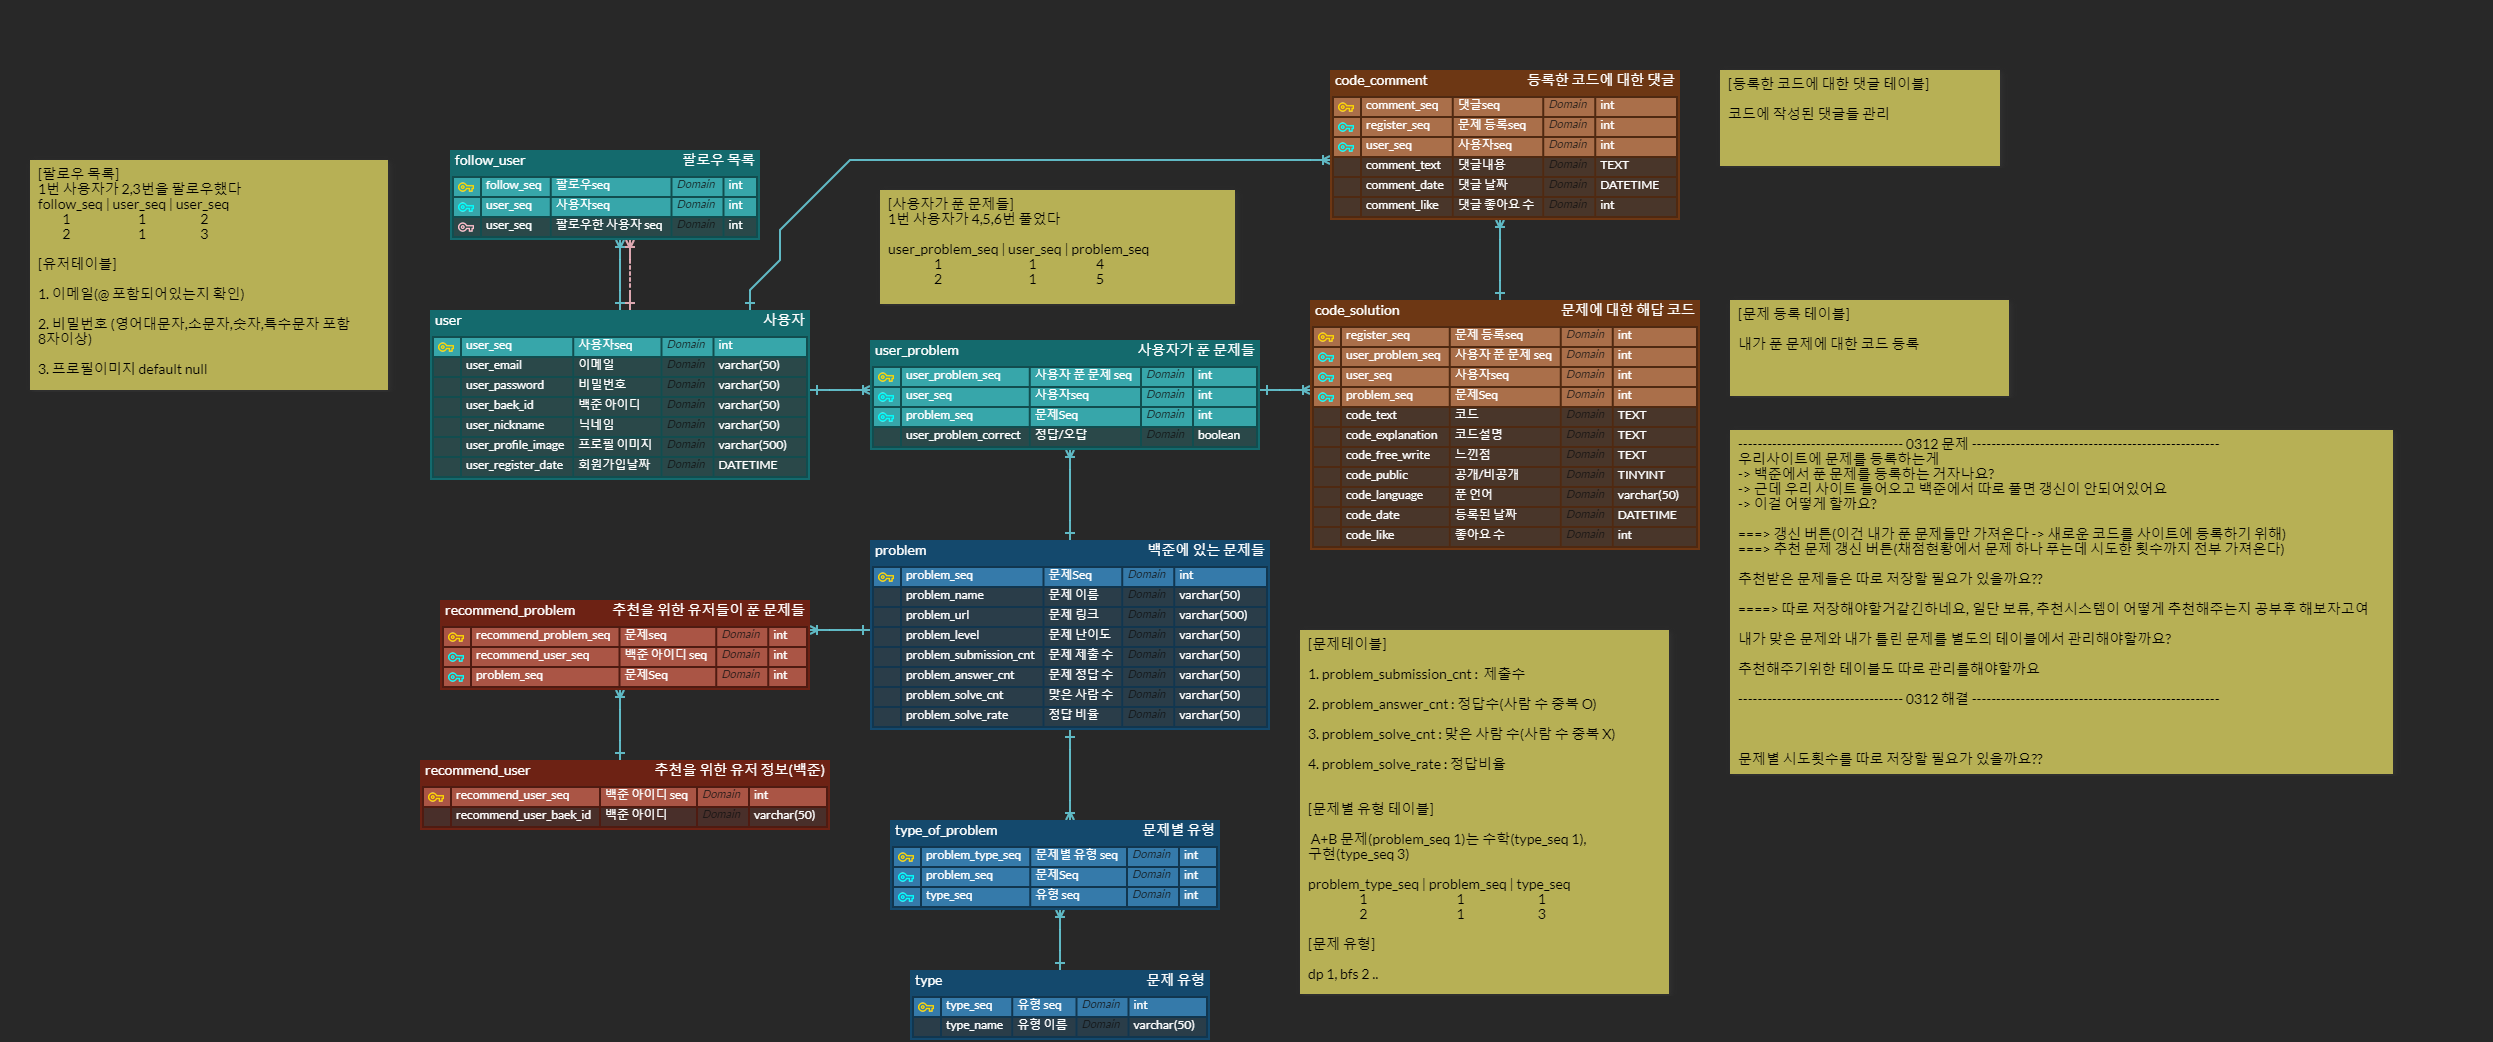 code_comment 등록한 코드에 대한 댓글
comment_seq 댓글seq Domain int
register_seq 문제 등록seq Domain int
user_seq 사용자seq Domain int
comment_text 댓글내용 Domain TEXT
comment_date 댓글 날짜 Domain DATETIME
comment_like 댓글 좋아요 수 Domain int
[등록한 코드에 대한 댓글 테이블]
코드에 작성된 댓글들 관리
follow_user 팔로우 목록
follow_seq 팔로우seq Domain int
user_seq 사용자seq Domain int
user_seq 팔로우한 사용자 seq Domain int
[팔로우 목록]
1번 사용자가 2,3번을 팔로우했다
follow_seq | user_seq | user_seq
1 1 2
2 1 3
[유저테이블]
1. 이메일(@ 포함되어있는지 확인)
2. 비밀번호 (영어대문자,소문자,숫자,특수문자 포함
8자이상)
3. 프로필이미지 default null
[사용자가 푼 문제들]
1번 사용자가 4,5,6번 풀었다
user_problem_seq | user_seq | problem_seq
1 1 4
2 1 5
user 사용자
user_seq 사용자seq Domain int
user_email 이메일 Domain varchar(50)
user_password 비밀번호 Domain varchar(50)
user_baek_id 백준 아이디 Domain varchar(50)
user_nickname 닉네임 Domain varchar(50)
user_profile_image 프로필 이미지 Domain varchar(500)
user_register_date 회원가입날짜 Domain DATETIME
user_problem 사용자가 푼 문제들
user_problem_seq 사용자 푼 문제 seq Domain int
user_seq 사용자seq Domain int
problem_seq 문제Seq Domain int
user_problem_correct 정답/오답 Domain boolean
code_solution 문제에 대한 해답 코드
register_seq 문제 등록seq Domain int
user_problem_seq 사용자 푼 문제 seq Domain int
user_seq 사용자seq Domain int
problem_seq 문제Seq Domain int
code_text 코드 Domain TEXT
code_explanation 코드설명 Domain TEXT
code_free_write 느낀점 Domain TEXT
code_public 공개/비공개 Domain TINYINT
code_language 푼 언어 Domain varchar(50)
code_date 등록된 날짜 Domain DATETIME
code_like 좋아요 수 Domain int
[문제 등록 테이블]
내가 푼 문제에 대한 코드 등록
---------------------------------- 0312 문제 ---------------------------------------------------
우리사이트에 문제를 등록하는게
-> 백준에서 푼 문제를 등록하는 거자나요?
-> 근데 우리 사이트 들어오고 백준에서 따로 풀면 갱신이 안되어있어요
-> 이걸 어떻게 할까요?
===> 갱신 버튼(이건 내가 푼 문제들만 가져온다 -> 새로운 코드를 사이트에 등록하기 위해)
===> 추천 문제 갱신 버튼(채점현황에서 문제 하나 푸는데 시도한 횟수까지 전부 가져온다)
추천받은 문제들은 따로 저장할 필요가 있을까요??
====> 따로 저장해야할거같긴하네요, 일단 보류, 추천시스템이 어떻게 추천해주는지 공부후 해보자고여
내가 맞은 문제와 내가 틀린 문제를 별도의 테이블에서 관리해야할까요?
추천해주기위한 테이블도 따로 관리를해야할까요
---------------------------------- 0312 해결 ---------------------------------------------------
문제별 시도횟수를 따로 저장할 필요가 있을까요??
problem 백준에 있는 문제들
problem_seq 문제Seq Domain int
problem_name 문제 이름 Domain varchar(50)
problem_url 문제 링크 Domain varchar(500)
problem_level 문제 난이도 Domain varchar(50)
problem_submission_cnt 문제 제출 수 Domain varchar(50)
problem_answer_cnt 문제 정답 수 Domain varchar(50)
problem_solve_cnt 맞은 사람 수 Domain varchar(50)
problem_solve_rate 정답 비율 Domain varchar(50)
recommend_problem 추천을 위한 유저들이 푼 문제들
recommend_problem_seq 문제seq Domain int
recommend_user_seq 백준 아이디 seq Domain int
problem_seq 문제Seq Domain int
recommend_user 추천을 위한 유저 정보(백준)
recommend_user_seq 백준 아이디 seq Domain int
recommend_user_baek_id 백준 아이디 Domain varchar(50)
[문제테이블]
1. problem_submission_cnt : 제출수
2. problem_answer_cnt : 정답수(사람 수 중복 O)
3. problem_solve_cnt : 맞은 사람 수(사람 수 중복 X)
4. problem_solve_rate : 정답비율
[문제별 유형 테이블]
A+B 문제(problem_seq 1)는 수학(type_seq 1),
구현(type_seq 3)
problem_type_seq | problem_seq | type_seq
1 1 1
2 1 3
[문제 유형]
dp 1, bfs 2 ..
type_of_problem 문제별 유형
problem_type_seq 문제별 유형 seq Domain int
problem_seq 문제Seq Domain int
type_seq 유형 seq Domain int
type 문제 유형
type_seq 유형 seq Domain int
type_name 유형 이름 Domain varchar(50)